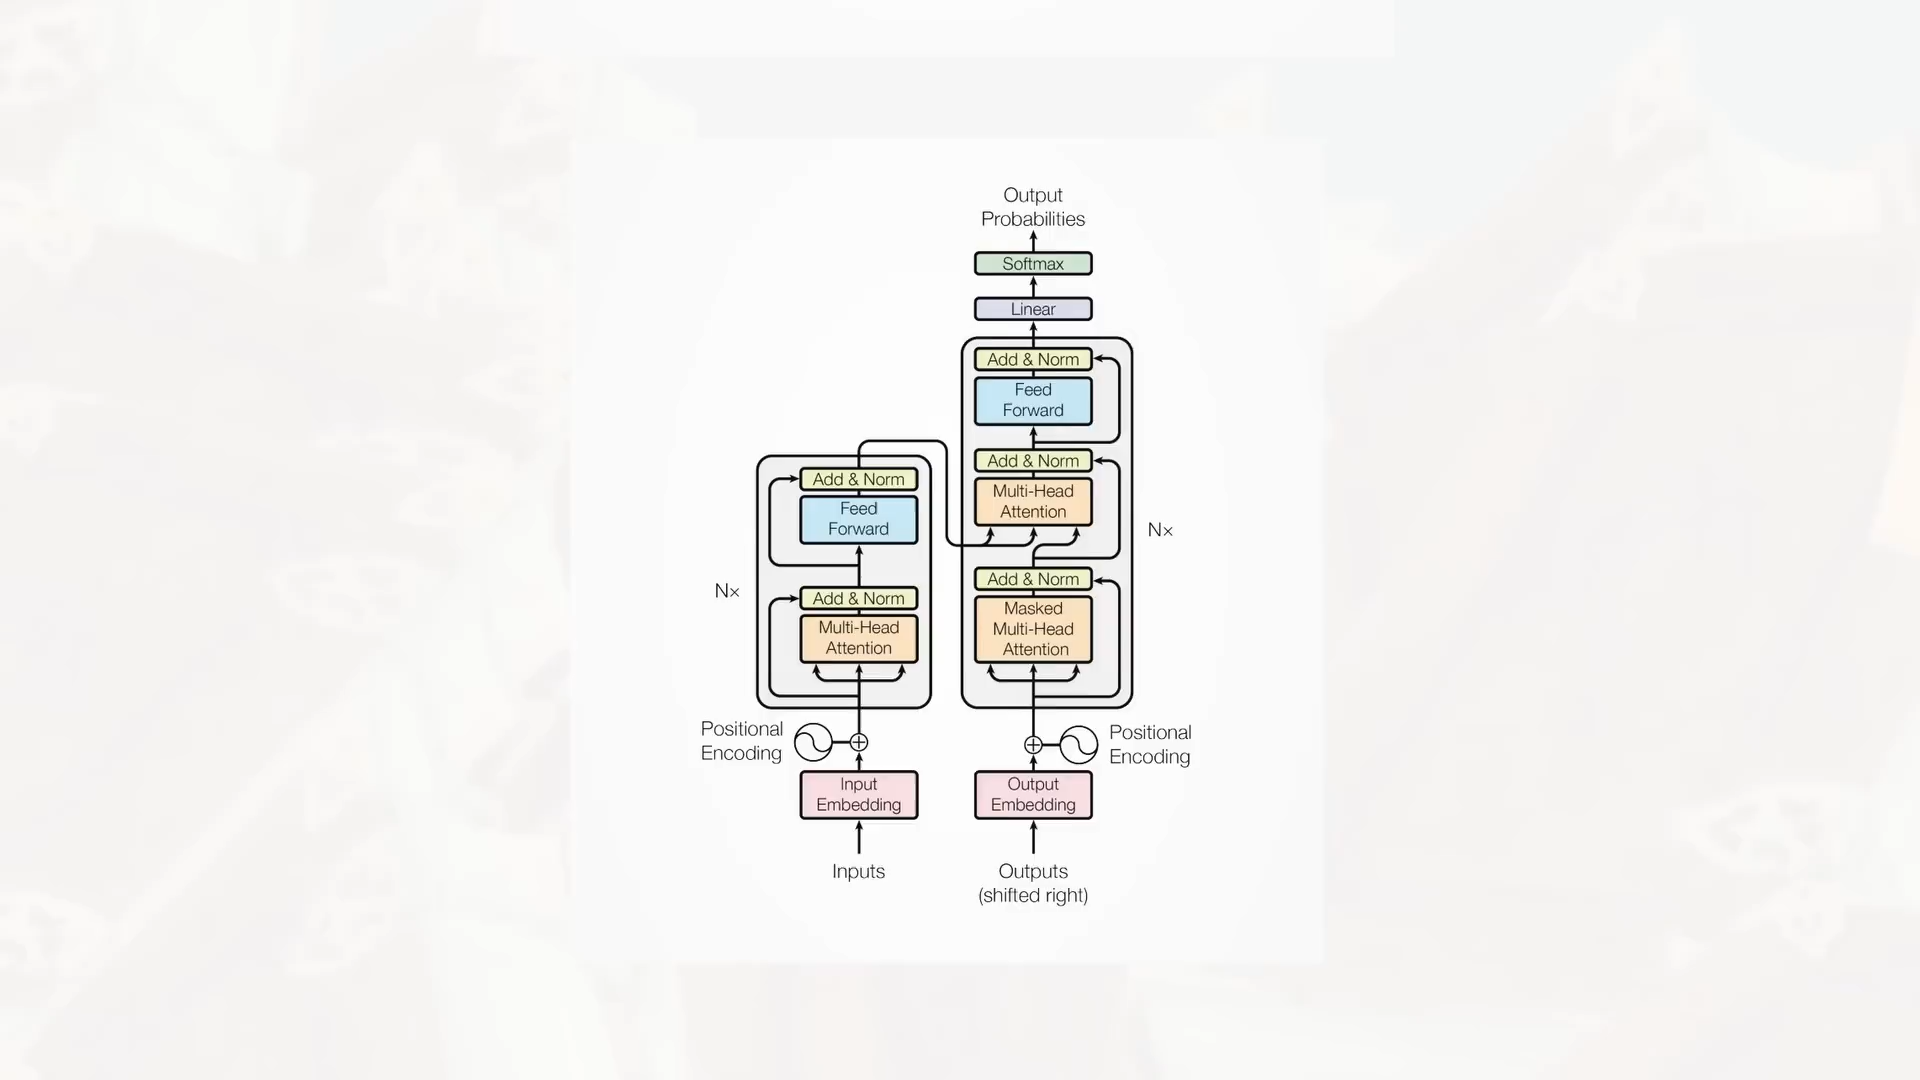 Output
Probabilities
Softmax
Linear
Add & Norm
Feed
Forward
Add & Norm
Multi-Head
Attention
Nx
Add & Norm
Masked
Multi-Head
Attention
Add & Norm
Feed
Forward
Nx
Add & Norm
Multi-Head
Attention
Positional
Encoding
Positional
Encoding
Input
Embedding
Output
Embedding
Inputs
Outputs
(shifted right)